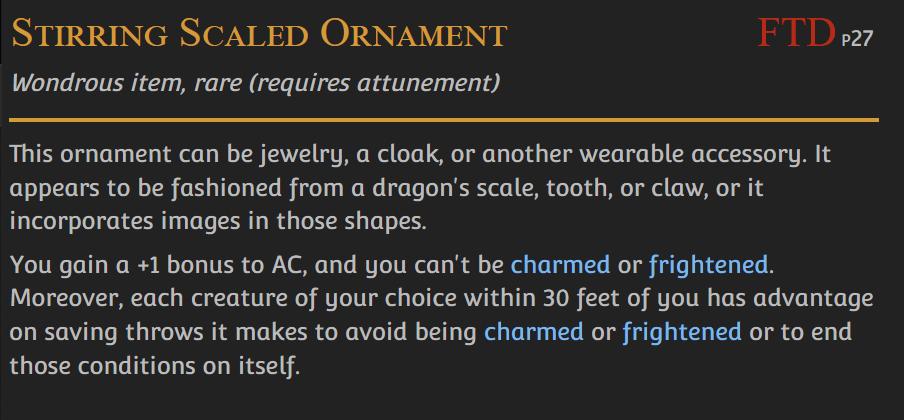 Stirring Scaled Ornament FTD p27
Wondrous item, rare (requires attunement)
This ornament can be jewelry, a cloak, or another wearable accessory. It
appears to be fashioned from a dragon's scale, tooth, or claw, or it
incorporates images in those shapes.
You gain a +1 bonus to AC, and you can't be charmed or frightened.
Moreover, each creature of your choice within 30 feet of you has advantage
on saving throws it makes to avoid being charmed or frightened or to end
those conditions on itself.